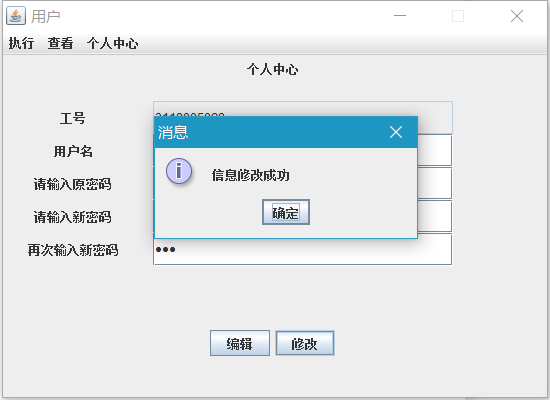 用户
执行 查看 个人中心
个人中心
工号
消息
用户名
信息修改成功
请输入原密码
请输入新密码
确定
再次输入新密码 •••
编辑 修改